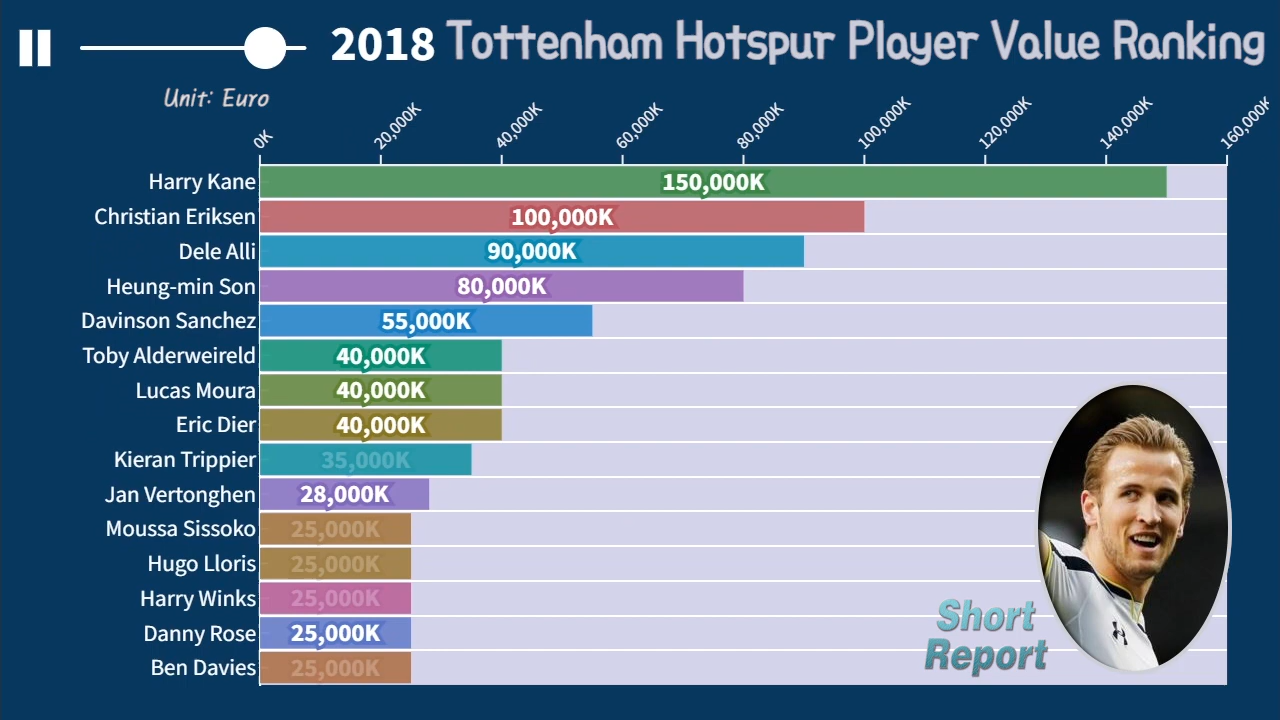 2018 Tottenham Hotspur Player Value Ranking
Unit: Euro
0K 20,000K 40,000K 60,000K 80,000K 100,000K 120,000K 140,000K 160,000K
Harry Kane 150,000K
Christian Eriksen 100,000K
Dele Alli 90,000K
Heung-min Son 80,000K
Davinson Sanchez 55,000K
Toby Alderweireld 40,000K
Lucas Moura 40,000K
Eric Dier 40,000K
Kieran Trippier 35,000K
Jan Vertonghen 28,000K
Moussa Sissoko 25,000K
Hugo Lloris 25,000K
Harry Winks 25,000K
Danny Rose 25,000K
Ben Davies 25,000K
Short
Report